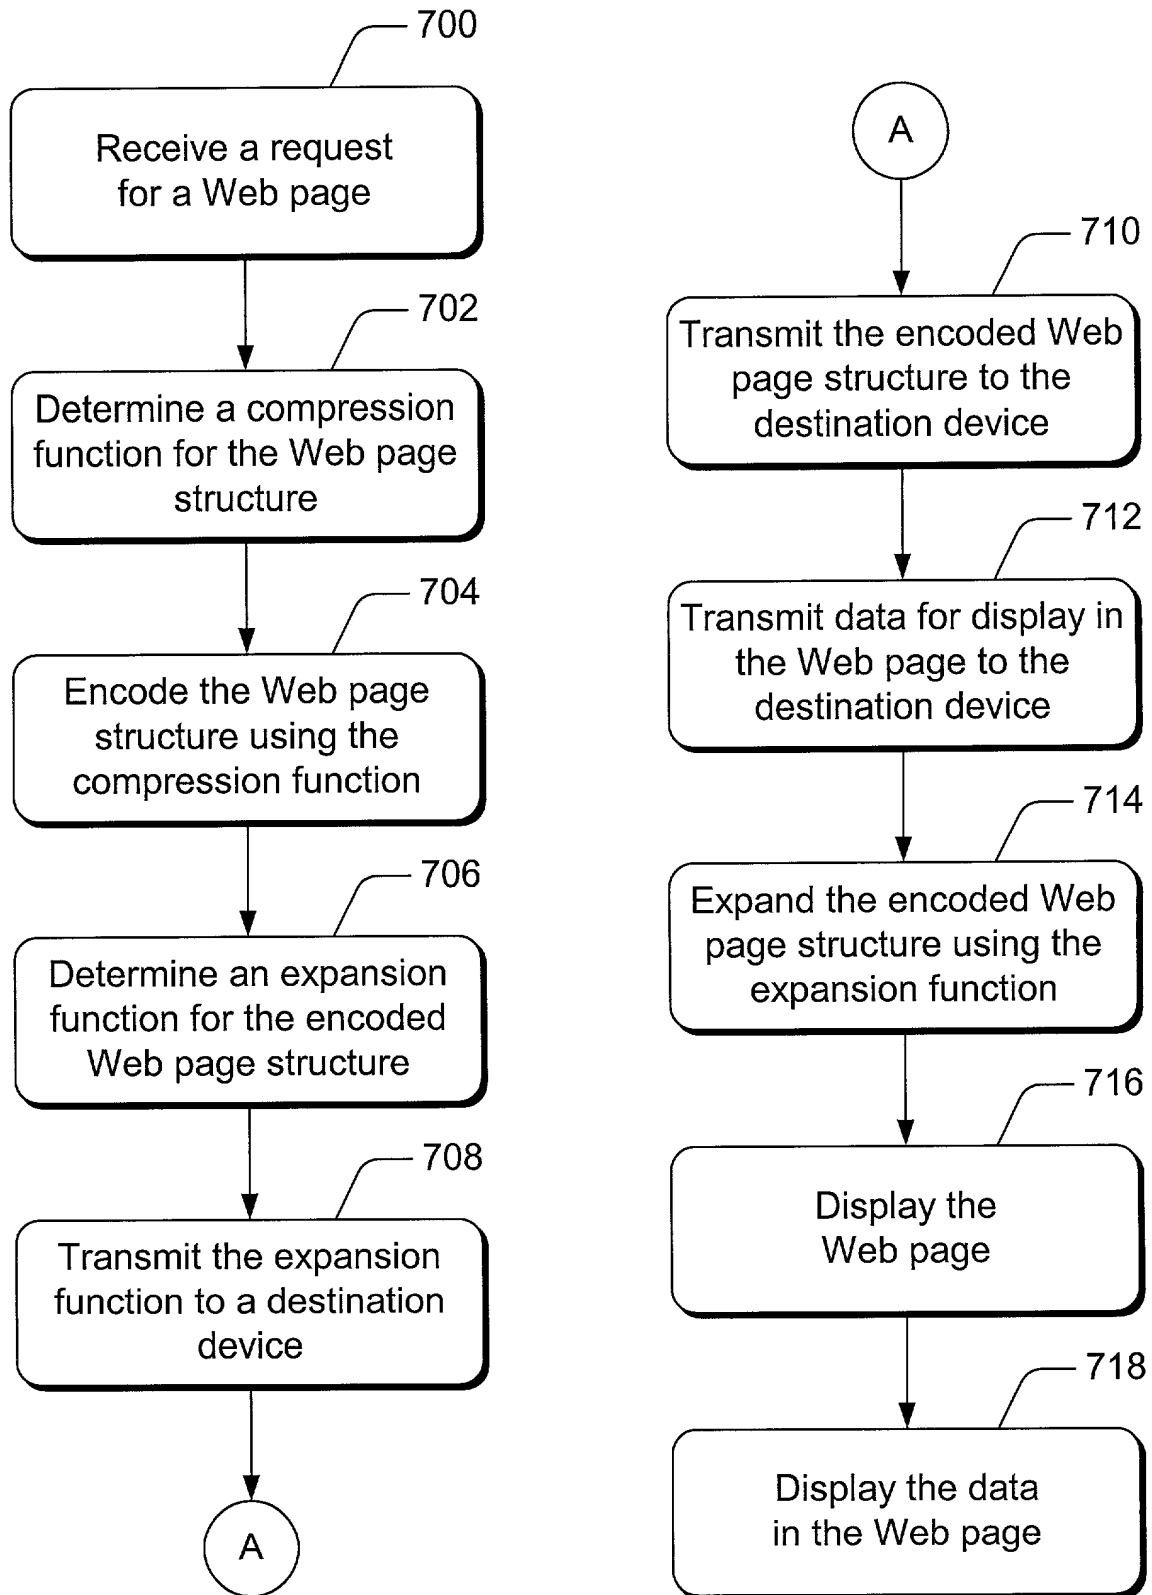 700
Receive a request
for a Web page
702
Determine a compression
function for the Web page
structure
704
Encode the Web page
structure using the
compression function
706
Determine an expansion
function for the encoded
Web page structure
708
Transmit the expansion
function to a destination
device
A
A
710
Transmit the encoded Web
page structure to the
destination device
712
Transmit data for display in
the Web page to the
destination device
714
Expand the encoded Web
page structure using the
expansion function
716
Display the
Web page
718
Display the data
in the Web page